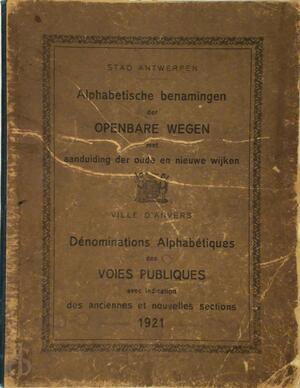 STAD ANTWERPEN
Alphabetische benamingen
der
OPENBARE WEGEN
met
aanduiding der oude en nieuwe wijken
VILLE D'ANVERS
Dénominations Alphabétiques
des
VOIES PUBLIQUES
avec indication
des anciennes et nouvelles sections
1921